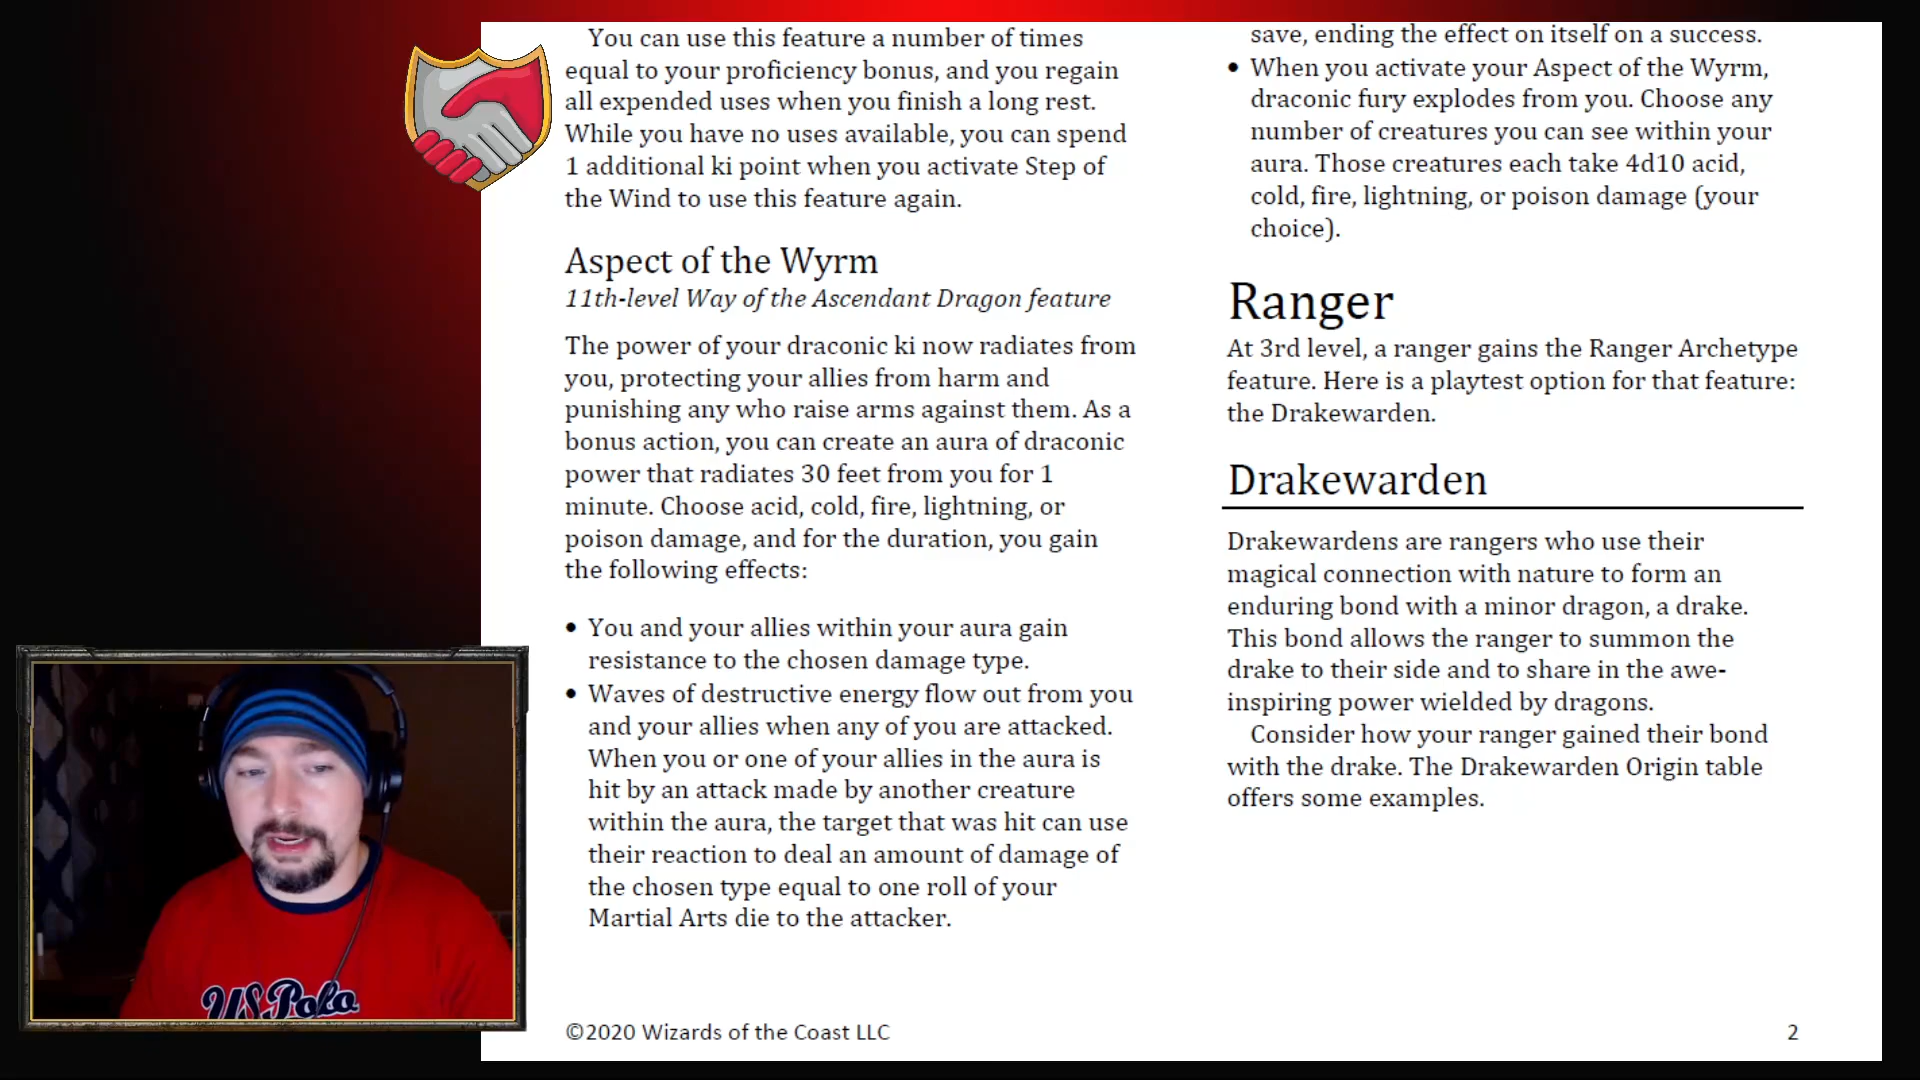 You can use this feature a number of times
equal to your proficiency bonus, and you regain
all expended uses when you finish a long rest.
While you have no uses available, you can spend
1 additional ki point when you activate Step of
the Wind to use this feature again.
Aspect of the Wyrm
11th-level Way of the Ascendant Dragon feature
The power of your draconic ki now radiates from
you, protecting your allies from harm and
punishing any who raise arms against them. As a
bonus action, you can create an aura of draconic
power that radiates 30 feet from you for 1
minute. Choose acid, cold, fire, lightning, or
poison damage, and for the duration, you gain
the following effects:
• You and your allies within your aura gain
resistance to the chosen damage type.
• Waves of destructive energy flow out from you
and your allies when any of you are attacked.
When you or one of your allies in the aura is
hit by an attack made by another creature
within the aura, the target that was hit can use
their reaction to deal an amount of damage of
the chosen type equal to one roll of your
Martial Arts die to the attacker.
save, ending the effect on itself on a success.
• When you activate your Aspect of the Wyrm,
draconic fury explodes from you. Choose any
number of creatures you can see within your
aura. Those creatures each take 4d10 acid,
cold, fire, lightning, or poison damage (your
choice).
Ranger
At 3rd level, a ranger gains the Ranger Archetype
feature. Here is a playtest option for that feature:
the Drakewarden.
Drakewarden
Drakewardens are rangers who use their
magical connection with nature to form an
enduring bond with a minor dragon, a drake.
This bond allows the ranger to summon the
drake to their side and to share in the awe-
inspiring power wielded by dragons.
Consider how your ranger gained their bond
with the drake. The Drakewarden Origin table
offers some examples.
©2020 Wizards of the Coast LLC
2
US Polo